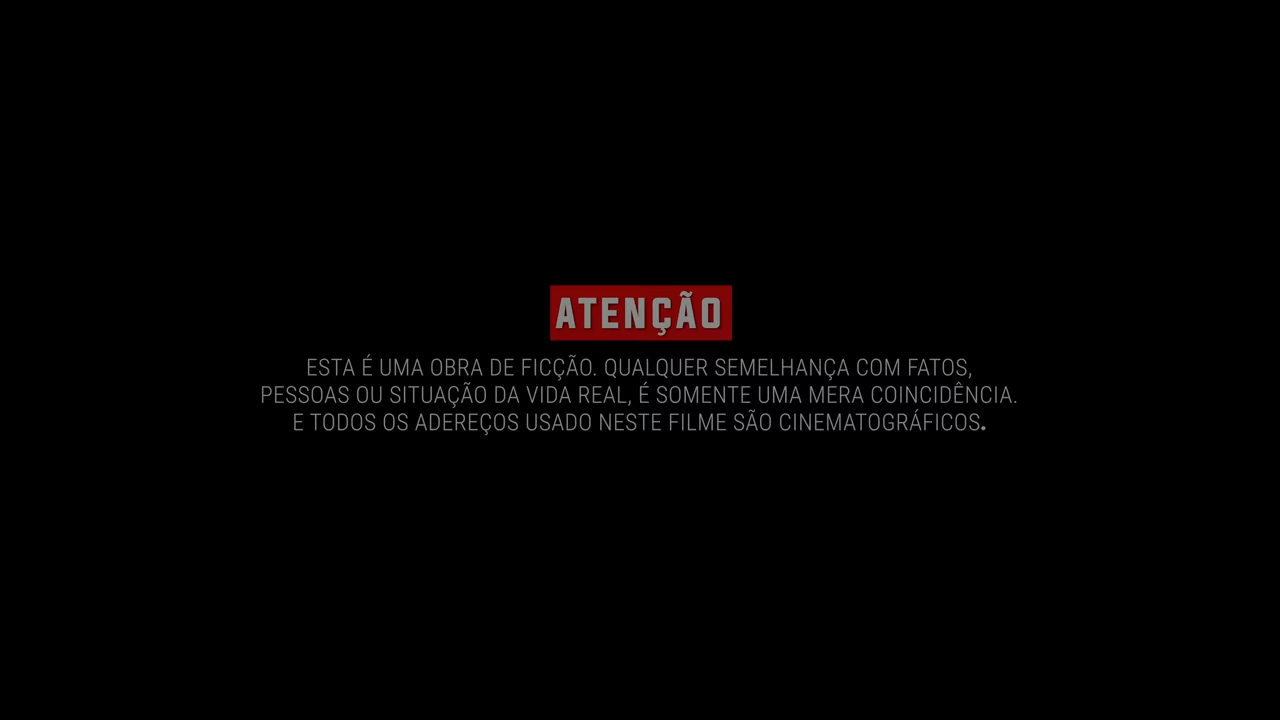 ATENÇÃO
ESTA É UMA OBRA DE FICÇÃO. QUALQUER SEMELHANÇA COM FATOS,
PESSOAS OU SITUAÇÃO DA VIDA REAL, É SOMENTE UMA MERA COINCIDÊNCIA.
E TODOS OS ADEREÇOS USADO NESTE FILME SÃO CINEMATOGRÁFICOS.